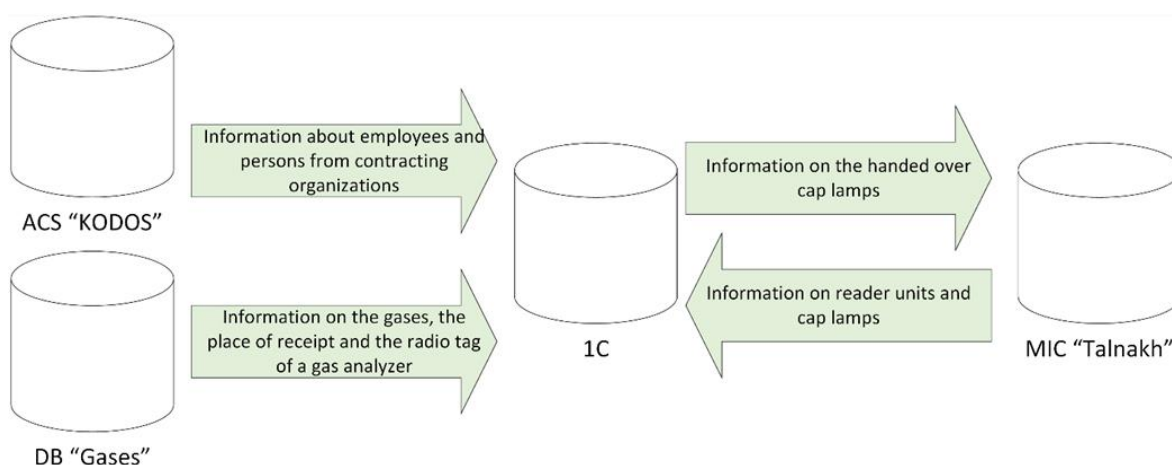 Information about employees and
persons from contracting
organizations
ACS “KODOS”
Information on the handed over
cap lamps
Information on the gases, the
place of receipt and the radio tag
of a gas analyzer
1C
Information on reader units and
cap lamps
MIC “Talnakh”
DB “Gases”